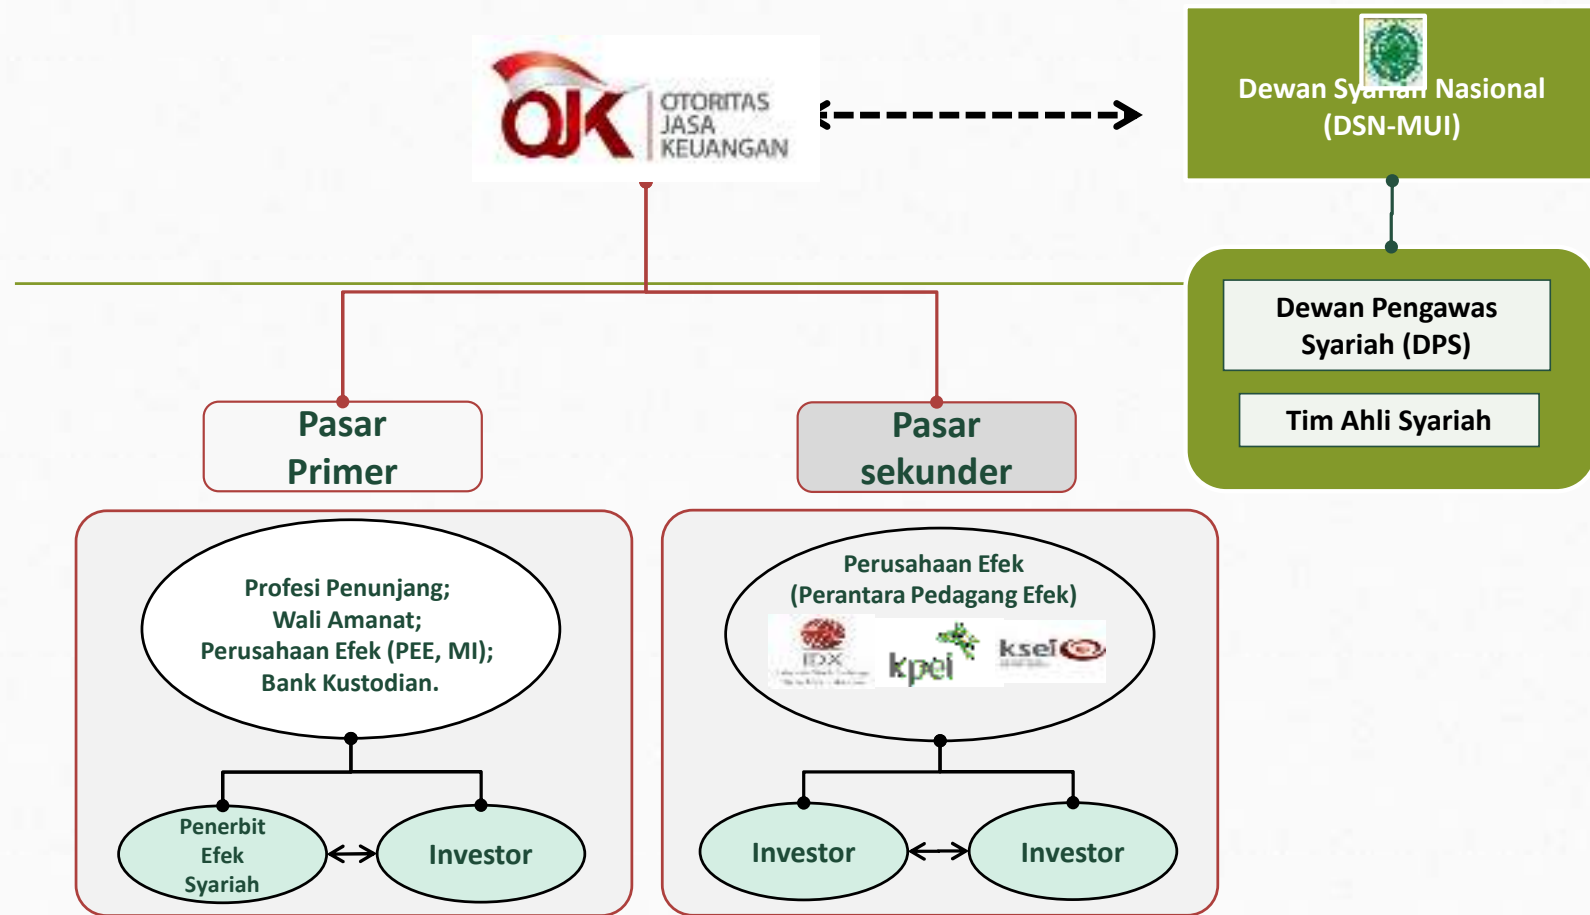 OJK
OTORITAS
JASA
KEUANGAN
Dewan Syariah Nasional
(DSN-MUI)
Dewan Pengawas
Syariah (DPS)
Tim Ahli Syariah
Pasar
Primer
Pasar
sekunder
Profesi Penunjang;
Wali Amanat;
Perusahaan Efek (PEE, MI);
Bank Kustodian.
Perusahaan Efek
(Perantara Pedagang Efek)
IDX
kpei
ksei
Penerbit
Efek
Syariah
Investor
Investor
Investor